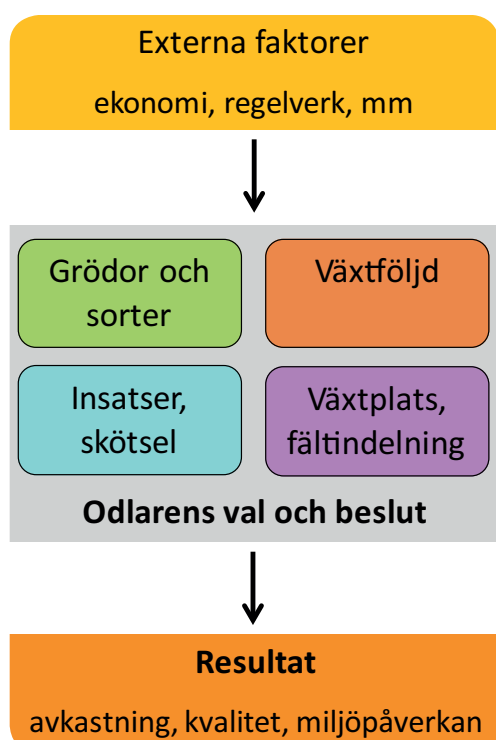 Externa faktorer
ekonomi, regelverk, mm
Grödor och
sorter
Växtföljd
Insatser,
skötsel
Växtplats,
fältindelning
Odlarens val och beslut
Resultat
avkastning, kvalitet, miljöpåverkan